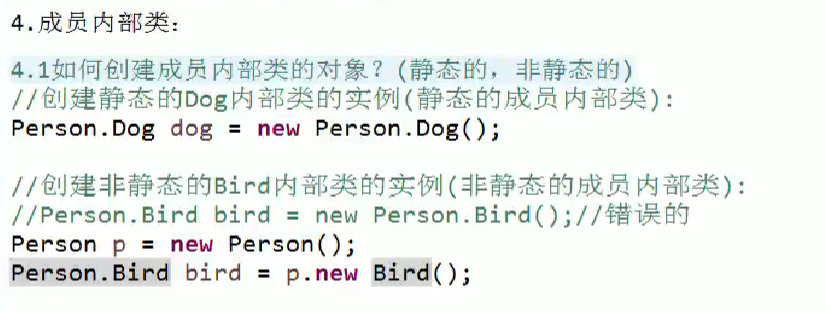 4.成员内部类：
4.1如何创建成员内部类的对象？(静态的，非静态的)
//创建静态的Dog内部类的实例(静态的成员内部类)：
Person.Dog dog = new Person.Dog();
//创建非静态的Bird内部类的实例(非静态的成员内部类)：
//Person.Bird bird = new Person.Bird();//错误的
Person p = new Person();
Person.Bird bird = p.new Bird();